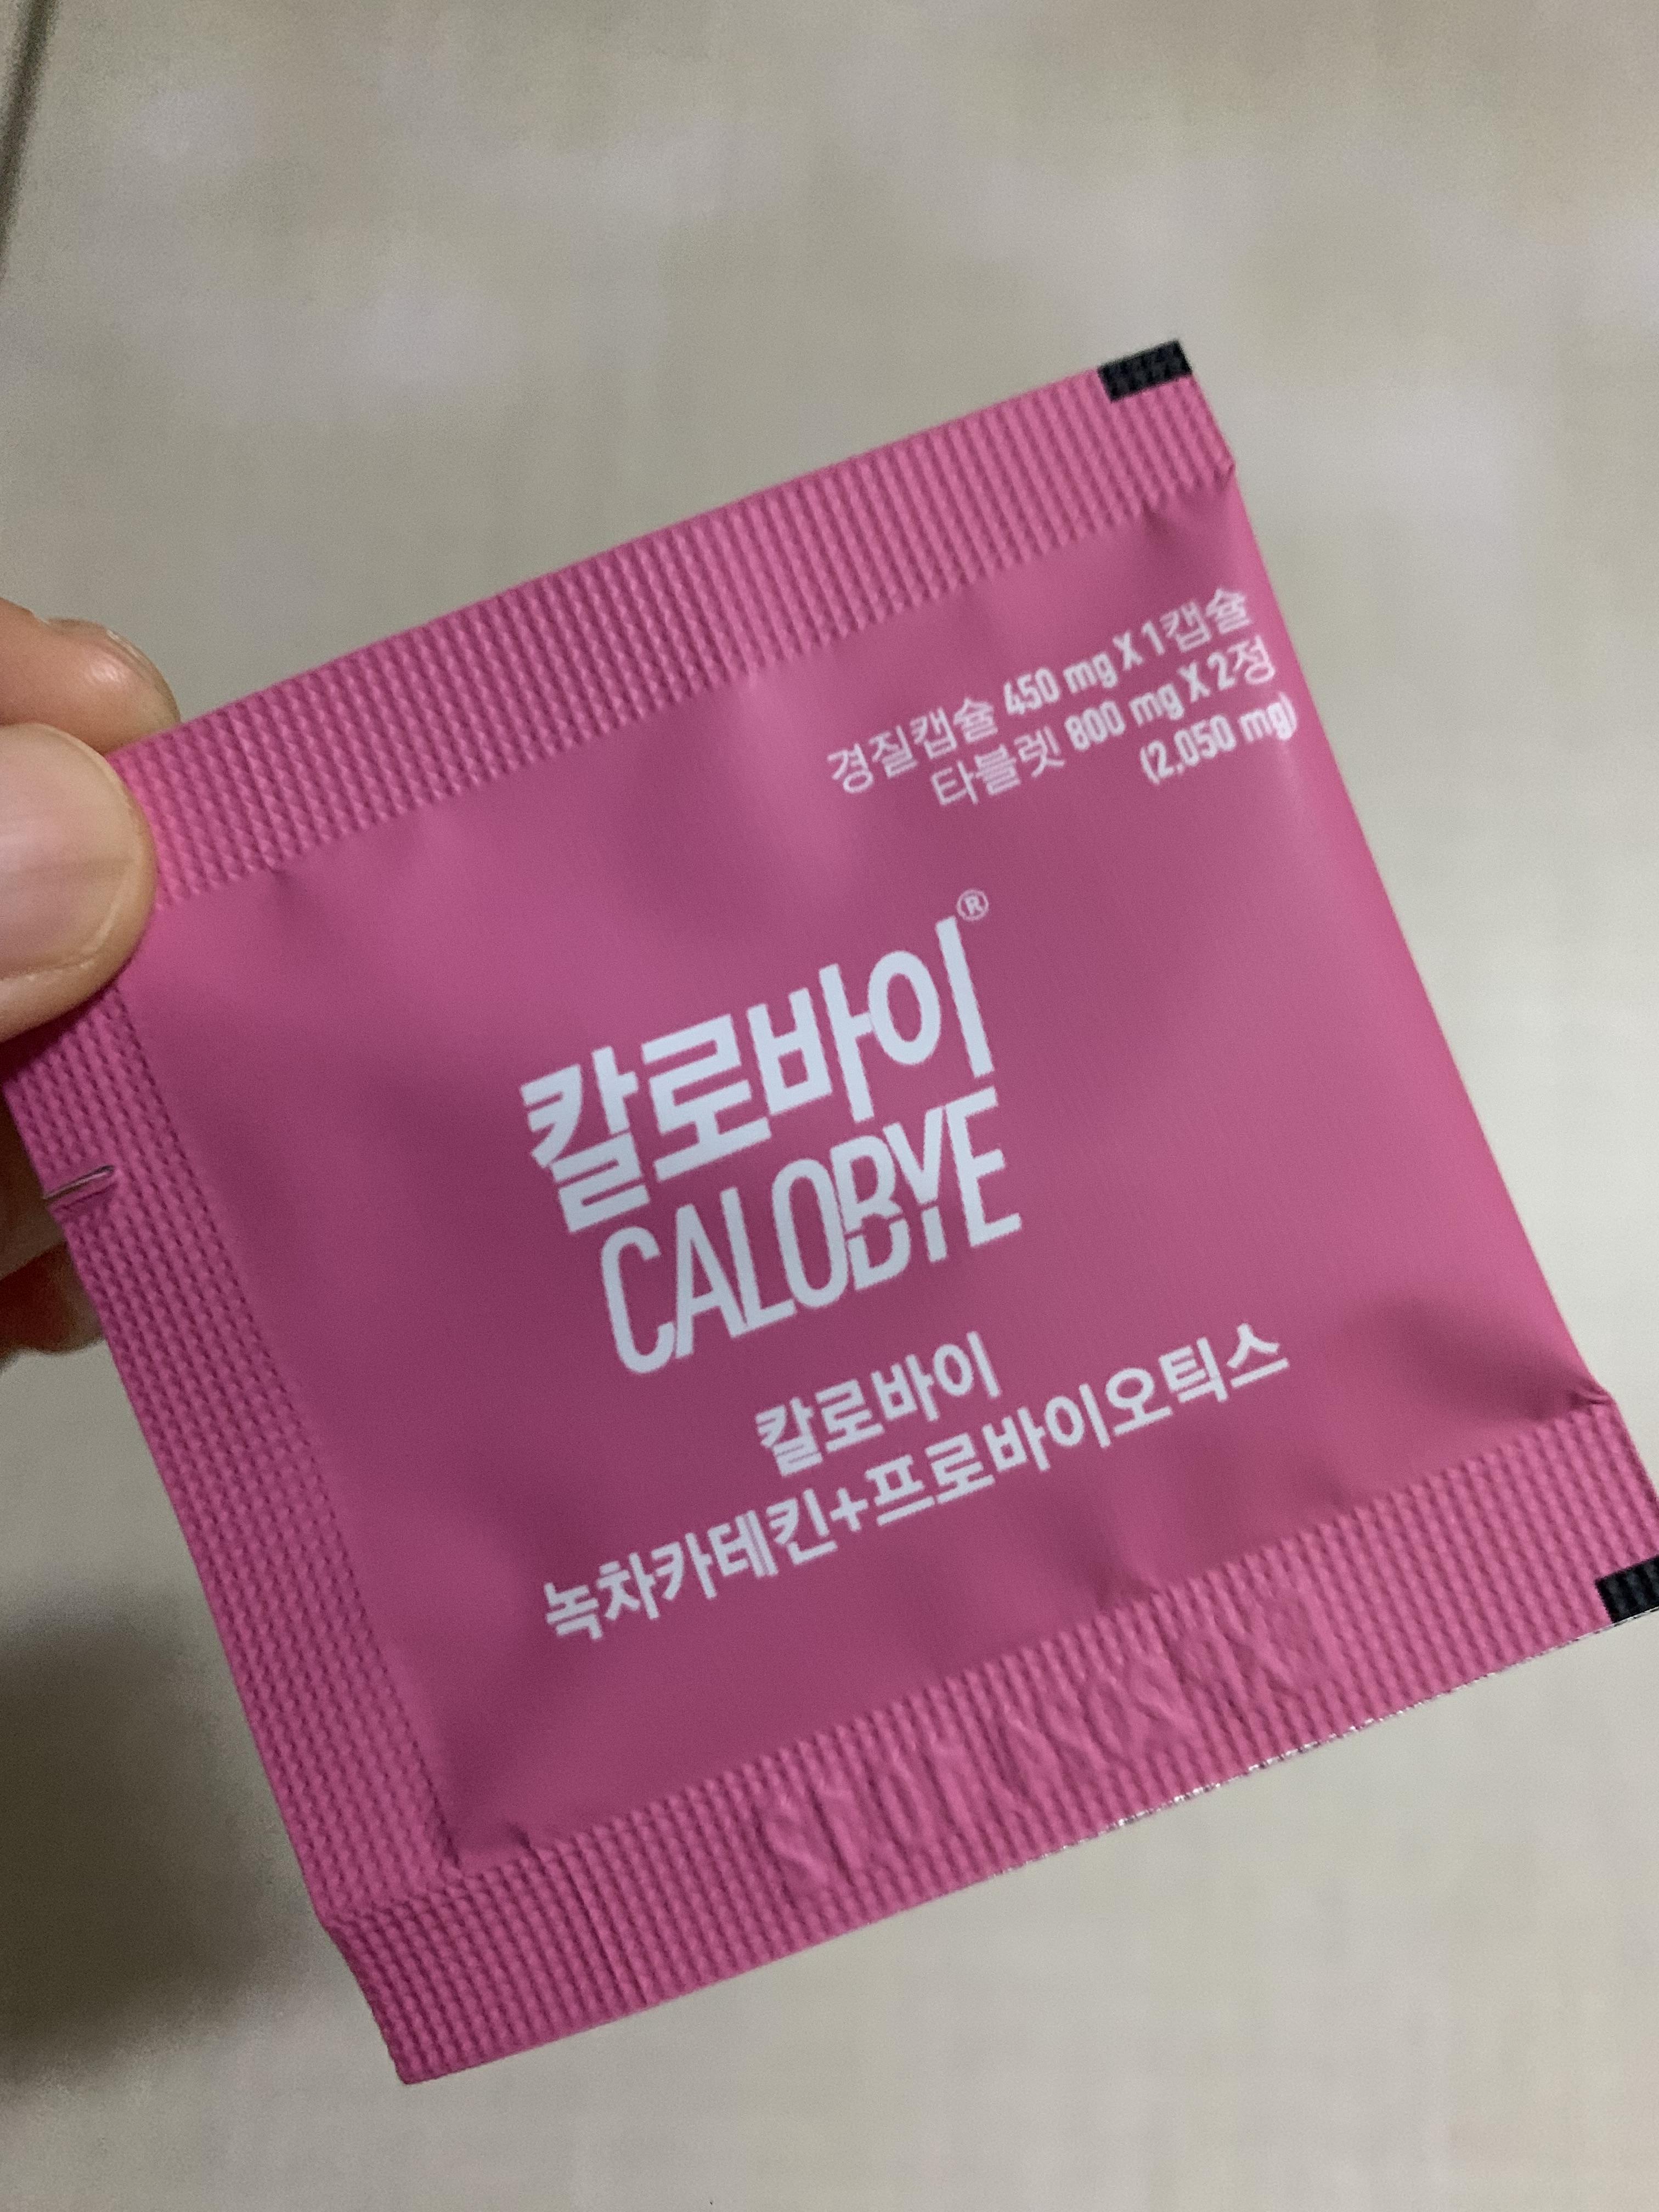 경질캡슐 450 mg X 1캡슐
타블렛 800 mg X 2정
(2,050 mg)
칼로바이®
CALOBYE
칼로바이
녹차카테킨+프로바이오틱스